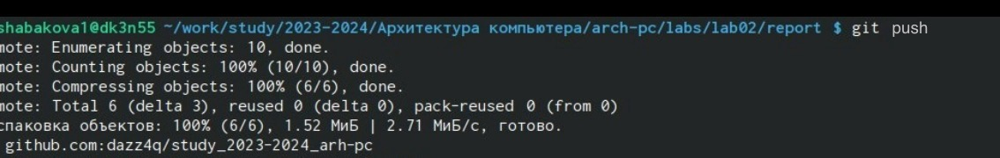 shabakova1@dk3n55 ~/work/study/2023-2024/Архитектура компьютера/arch-pc/labs/lab02/report $ git push
mote: Enumerating objects: 10, done.
mote: Counting objects: 100% (10/10), done.
mote: Compressing objects: 100% (6/6), done.
mote: Total 6 (delta 3), reused 0 (delta 0), pack-reused 0 (from 0)
спаковка объектов: 100% (6/6), 1.52 МиБ | 2.71 МиБ/с, готово.
github.com:dazz4q/study_2023-2024_arh-pc